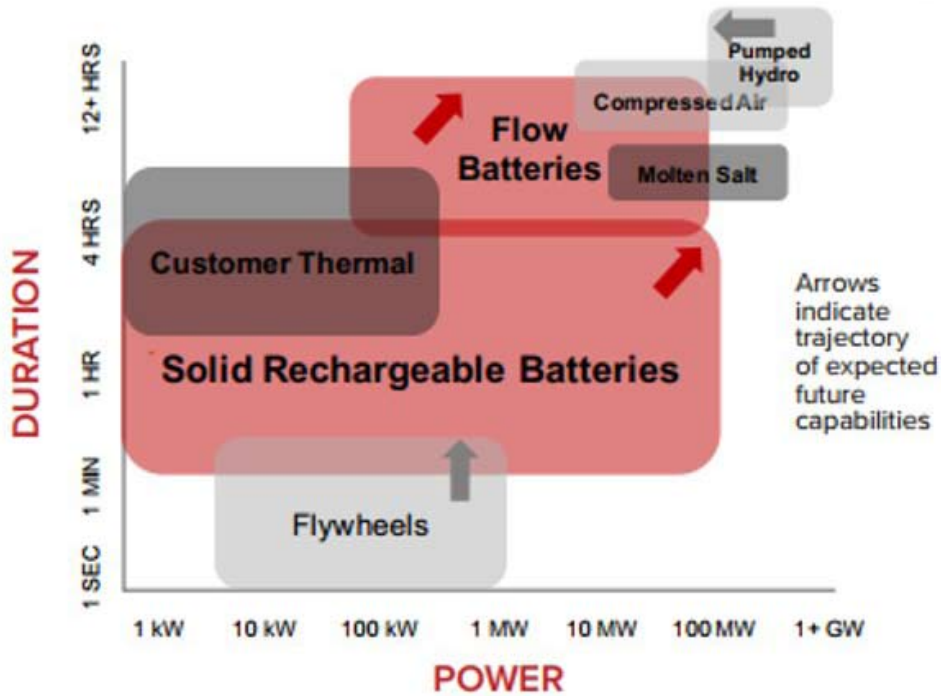 Pumped
Hydro
Compressed Air
Flow
Batteries
Molten Salt
Customer Thermal
Solid Rechargeable Batteries
Flywheels
Arrows
indicate
trajectory
of expected
future
capabilities
DURATION
12+ HRS
4 HRS
1 HR
1 MIN
1 SEC
1 kW
10 kW
100 kW
1 MW
10 MW
100 MW
1+ GW
POWER